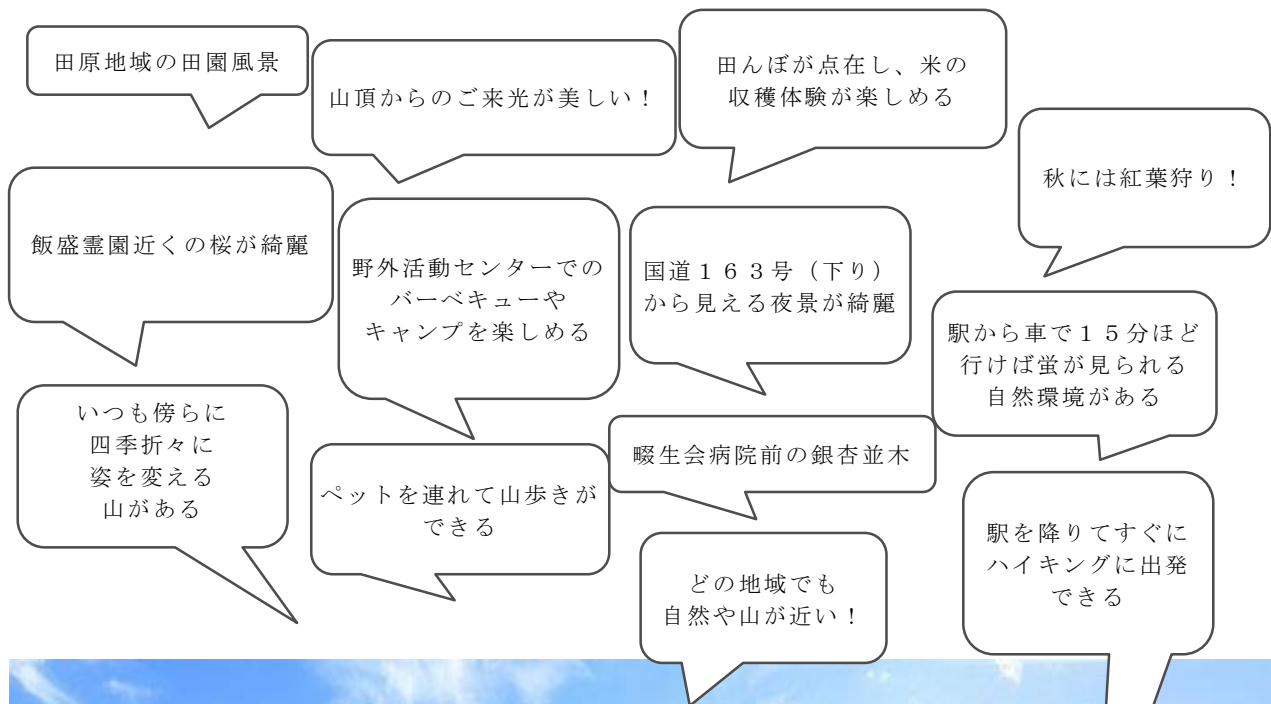 田原地域の田園風景
山頂からのご来光が美しい！
田んぼが点在し、米の
収穫体験が楽しめる
秋には紅葉狩り！
飯盛霊園近くの桜が綺麗
野外活動センターでの
バーベキューや
キャンプを楽しめる
国道１６３号（下り）
から見える夜景が綺麗
駅から車で１５分ほど
行けば蛍が見られる
自然環境がある
いつも傍らに
四季折々に
姿を変える
山がある
ペットを連れて山歩きが
できる
畷生会病院前の銀杏並木
駅を降りてすぐに
ハイキングに出発
できる
どの地域でも
自然や山が近い！